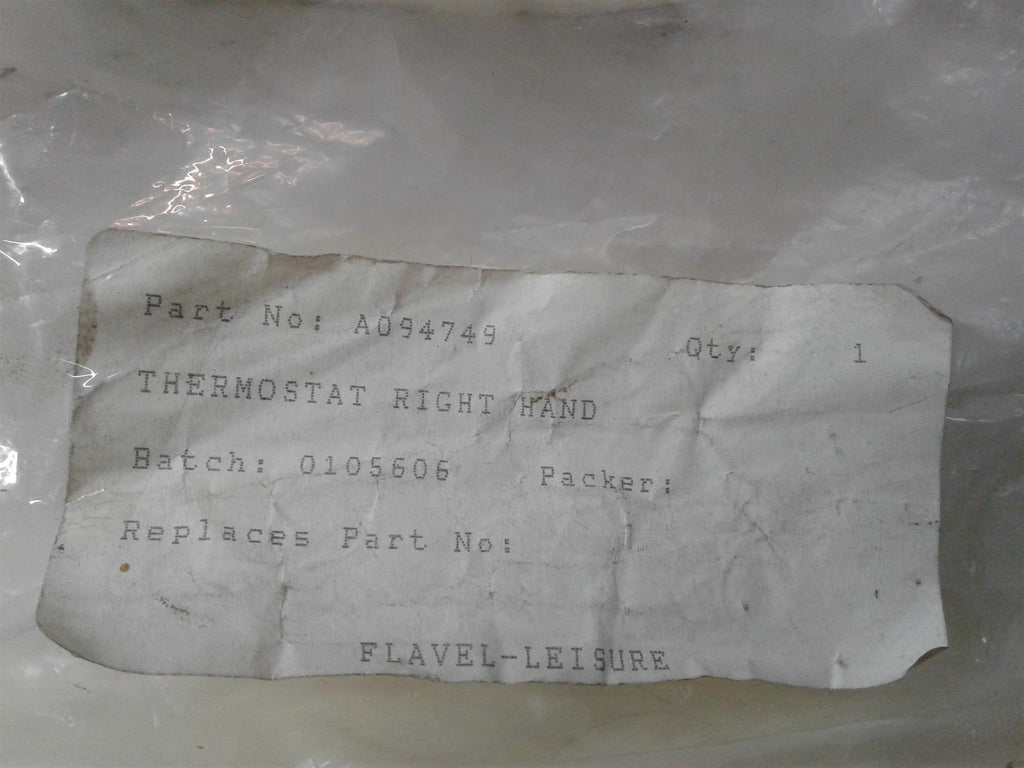 Part No: A094749 Qty: 1
THERMOSTAT RIGHT HAND
Batch: 0105606 Packer:
Replaces Part No:
FLAVEL-LEISURE